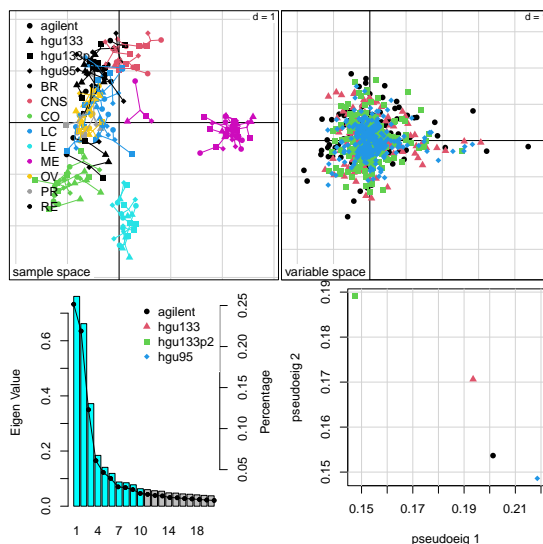 d = 1
agilent
hgu133
hgu133p
hgu95
BR
CNS
CO
LC
LE
ME
OV
PR
RE
sample space
d =
variable space
Eigen Value
0.0 0.2 0.4 0.6
1 4 7 10 14 18
0.05 0.10 0.15 0.20 0.25
Percentage
agilent
hgu133
hgu133p2
hgu95
pseudoeig 2
0.15 0.16 0.17 0.18 0.19
0.15 0.17 0.19 0.21
pseudoeig 1